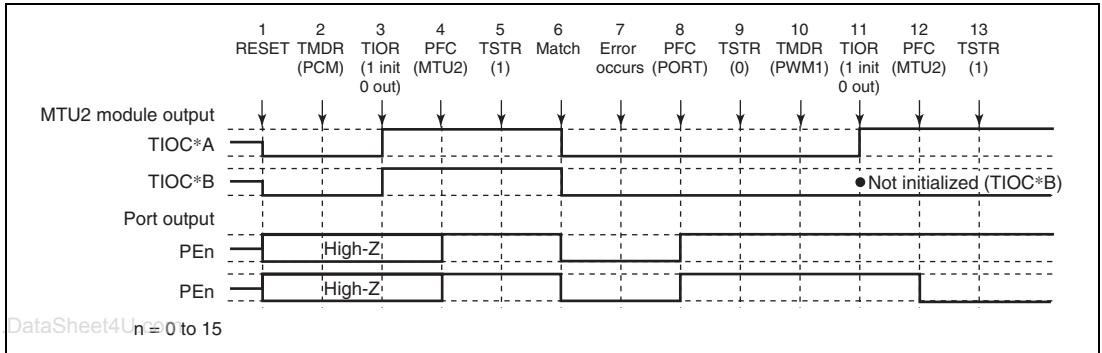 1 2 3 4 5 6 7 8 9 10 11 12 13
RESET TMDR TIOR PFC TSTR Match Error PFC TSTR TMDR TIOR PFC TSTR
(PCM) (1 init (MTU2) (1) occurs (PORT) (0) (PWM1) (1 init (MTU2) (1)
0 out) 0 out)
MTU2 module output
TIOC*A
TIOC*B
Not initialized (TIOC*B)
Port output
PEn
High-Z
PEn
High-Z
DataSheet4U.com
n = 0 to 15